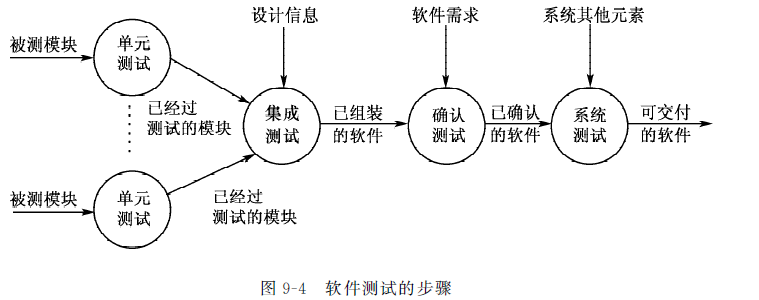 设计信息
软件需求
系统其他元素
被测模块
单元
测试
已经过
测试的模块
集成
测试
已组装
的软件
确认
测试
已确认
的软件
系统
测试
可交付
的软件
被测模块
单元
测试
已经过
测试的模块
图 9-4 软件测试的步骤